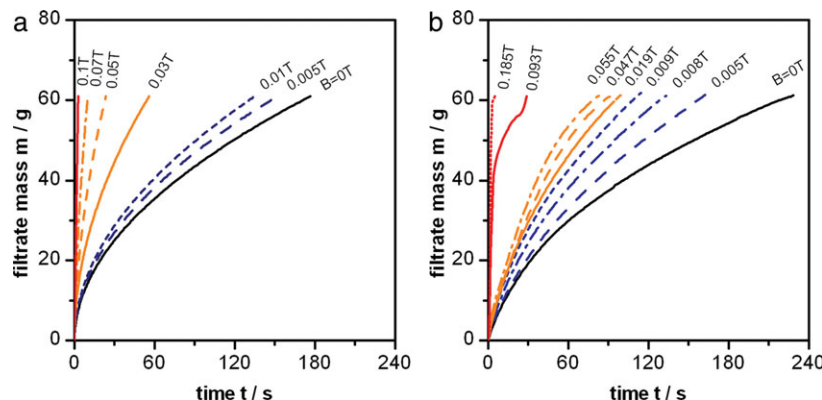 a
filtrate mass m / g
80
60
40
20
0
0.1T
0.07T
0.05T
0.03T
0.01T
0.005T
B=0T
0 60 120 180 240
time t / s
b
filtrate mass m / g
80
60
40
20
0
0.185T
0.093T
0.055T
0.047T
0.019T
0.009T
0.008T
0.005T
B=0T
0 60 120 180 240
time t / s